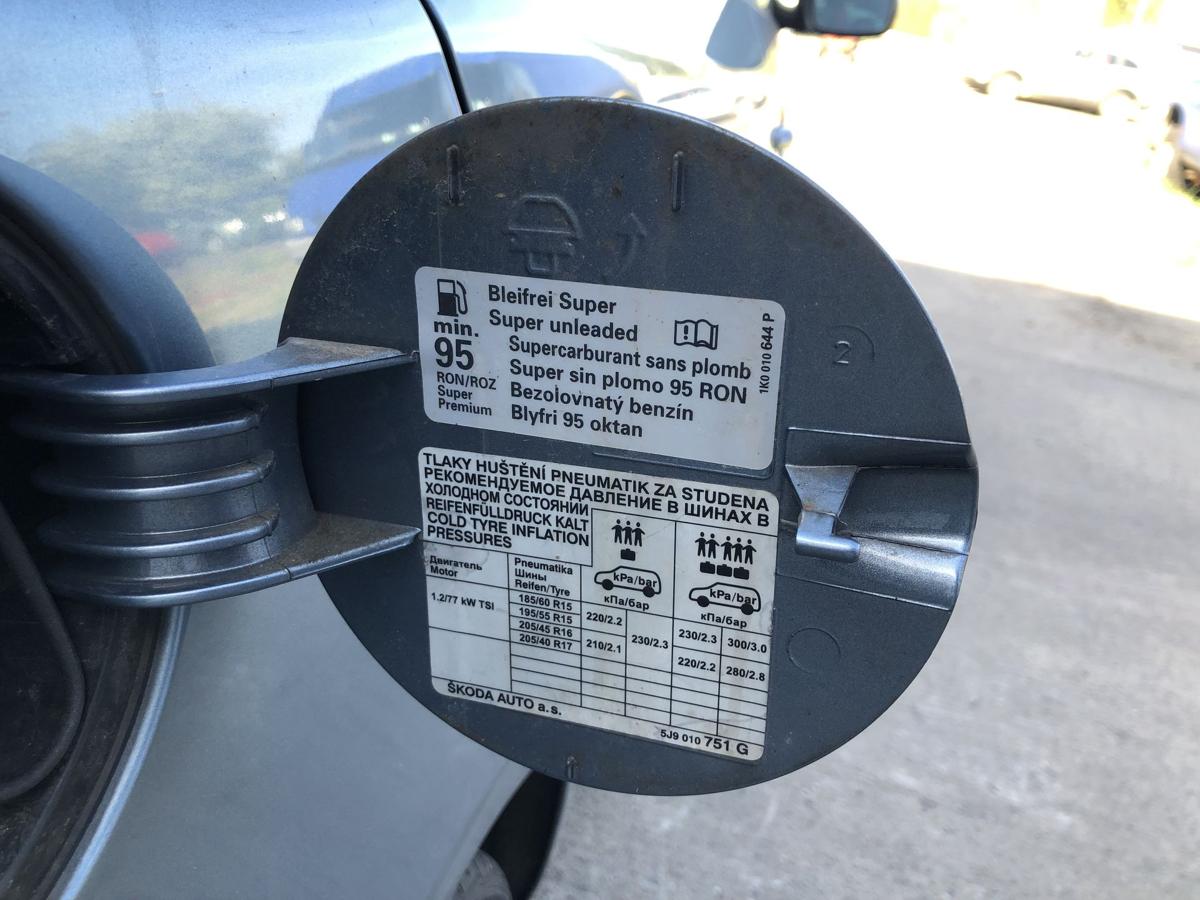 Bleifrei Super
Super unleaded
Supercarburant sans plomb
Super sin plomo 95 RON
Bezolovnatý benzín
Blyfri 95 oktan
min.
95
RON/ROZ
Super
Premium
1K0 010 644 P
2
TLAKY HUŠTĚNÍ PNEUMATIK ZA STUDENA
РЕКОМЕНДУЕМОЕ ДАВЛЕНИЕ В ШИНАХ В
ХОЛОДНОМ СОСТОЯНИИ
REIFENFÜLLDRUCK KALT
COLD TYRE INFLATION
PRESSURES
kPa/bar kPa/bar
кПа/бар кПа/бар
Двигатель Pneumatika
Motor Шины
Reifen/Tyre
1.2/77 kW TSI 185/60 R15
195/55 R15 220/2.2 230/2.3 300/3.0
205/45 R16 230/2.3
205/40 R17 210/2.1 220/2.2 280/2.8
ŠKODA AUTO a.s.
5J9 010 751 G